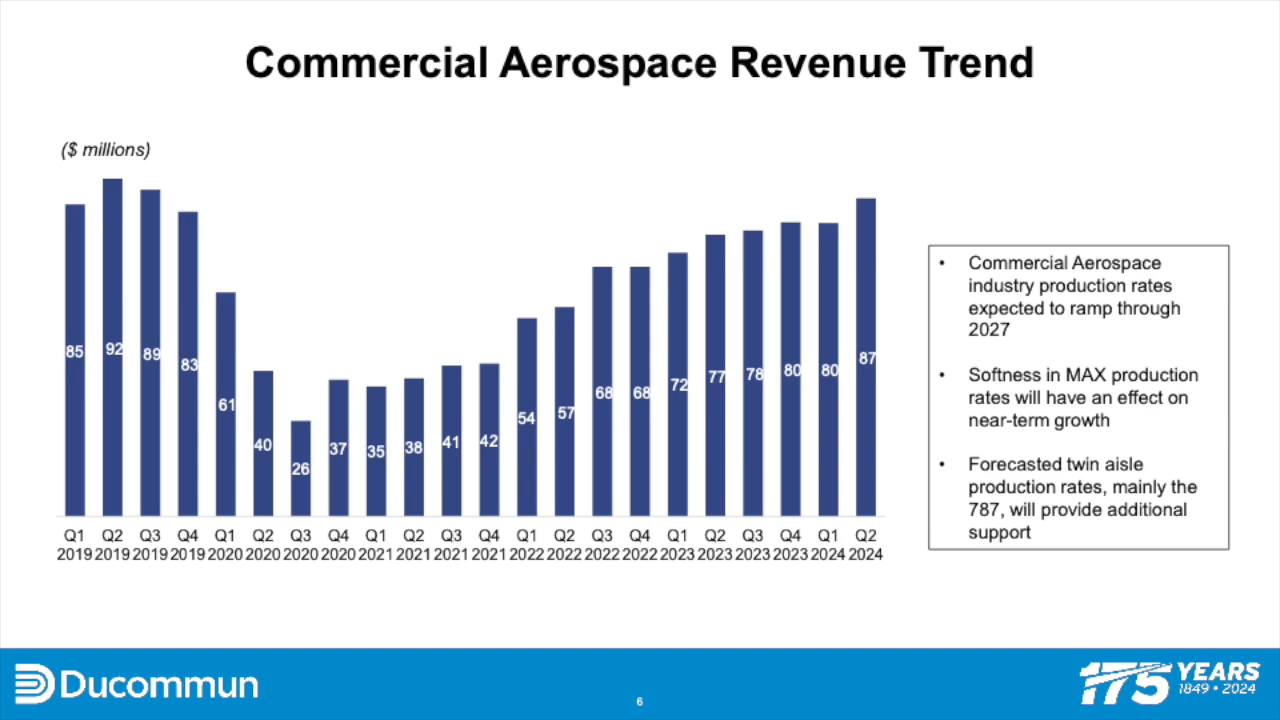 Commercial Aerospace Revenue Trend
($ millions)
85 92 89 83 61 40 26 37 35 38 41 42 54 57 68 68 72 77 78 80 80 87
Q1 Q2 Q3 Q4 Q1 Q2 Q3 Q4 Q1 Q2 Q3 Q4 Q1 Q2 Q3 Q4 Q1 Q2 Q3 Q4 Q1 Q2
2019 2019 2019 2019 2020 2020 2020 2020 2021 2021 2021 2021 2022 2022 2022 2022 2023 2023 2023 2023 2024 2024
• Commercial Aerospace
industry production rates
expected to ramp through
2027
• Softness in MAX production
rates will have an effect on
near-term growth
• Forecasted twin aisle
production rates, mainly the
787, will provide additional
support
Ducommun
6
175 YEARS
1849 • 2024